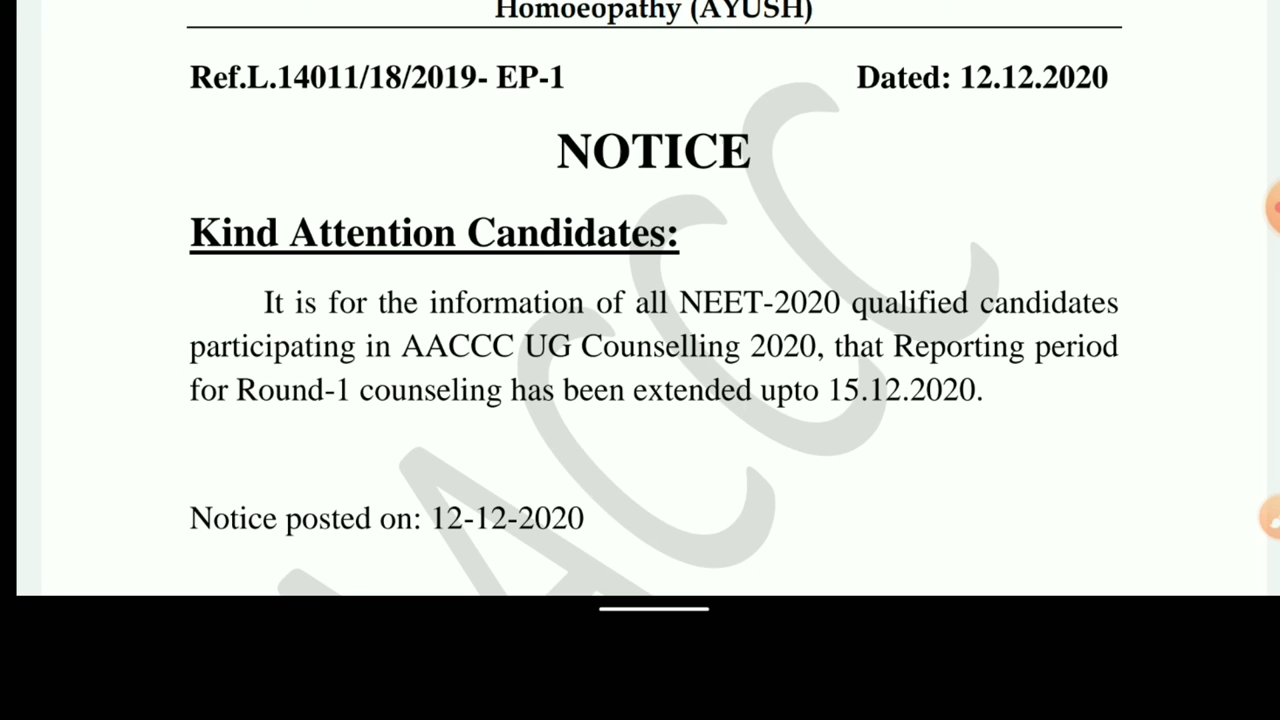 Homoeopathy (AYUSH)
Ref.L.14011/18/2019- EP-1 Dated: 12.12.2020
NOTICE
Kind Attention Candidates:
It is for the information of all NEET-2020 qualified candidates
participating in AACCC UG Counselling 2020, that Reporting period
for Round-1 counseling has been extended upto 15.12.2020.
Notice posted on: 12-12-2020
AACCC